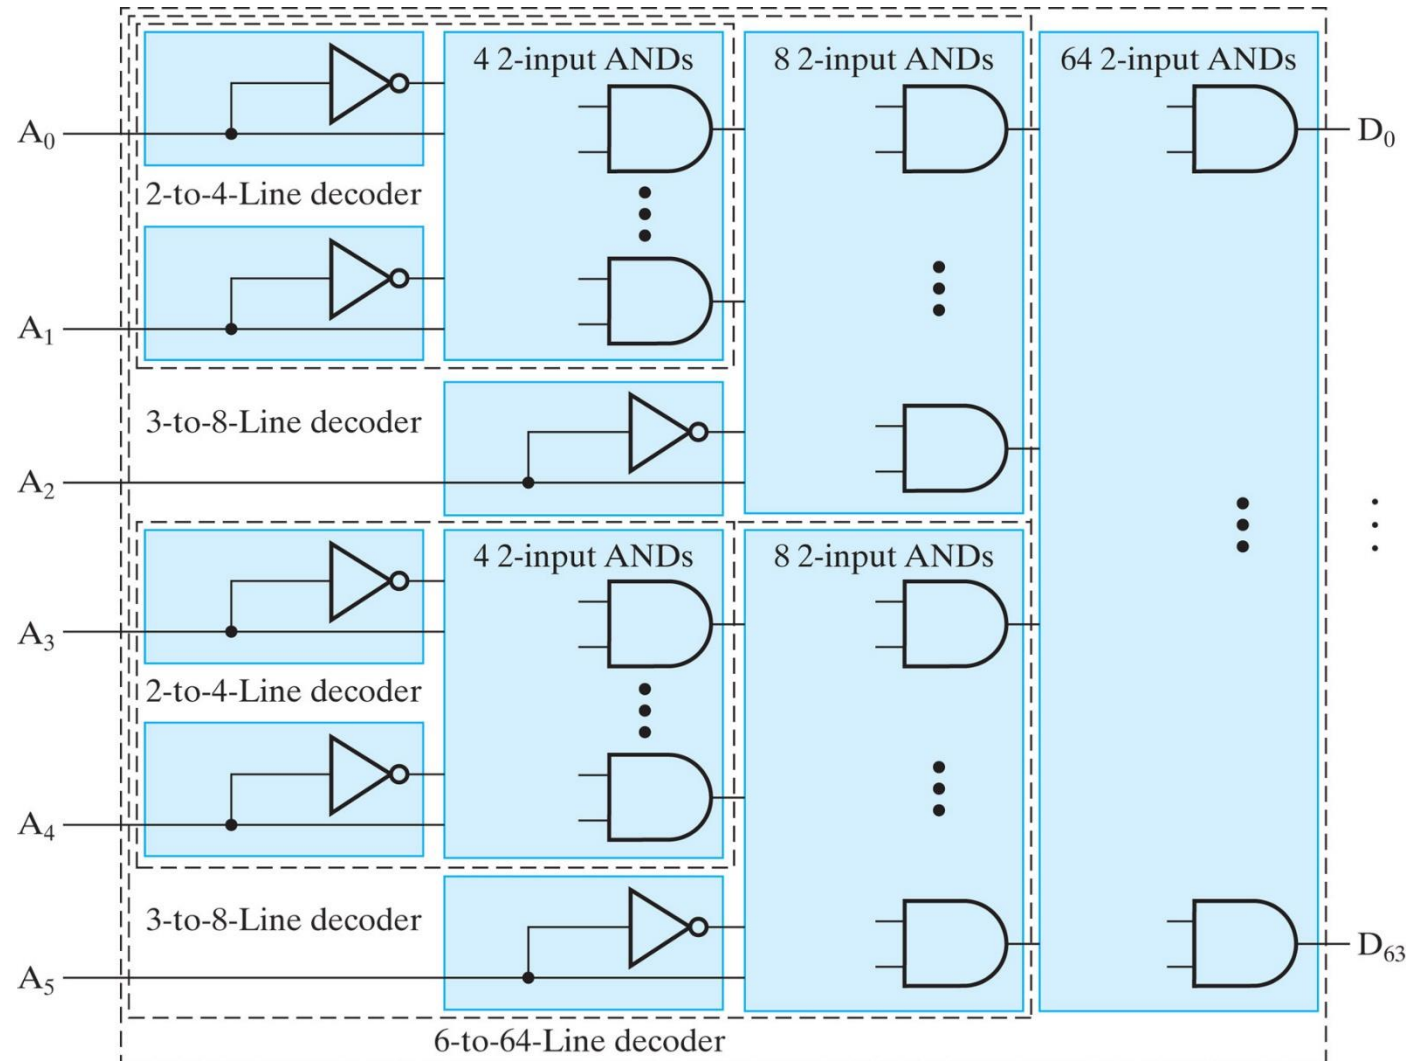 4 2-input ANDs
8 2-input ANDs
64 2-input ANDs
A₀
D₀
2-to-4-Line decoder
A₁
3-to-8-Line decoder
A₂
4 2-input ANDs
8 2-input ANDs
A₃
2-to-4-Line decoder
A₄
3-to-8-Line decoder
D₆₃
A₅
6-to-64-Line decoder